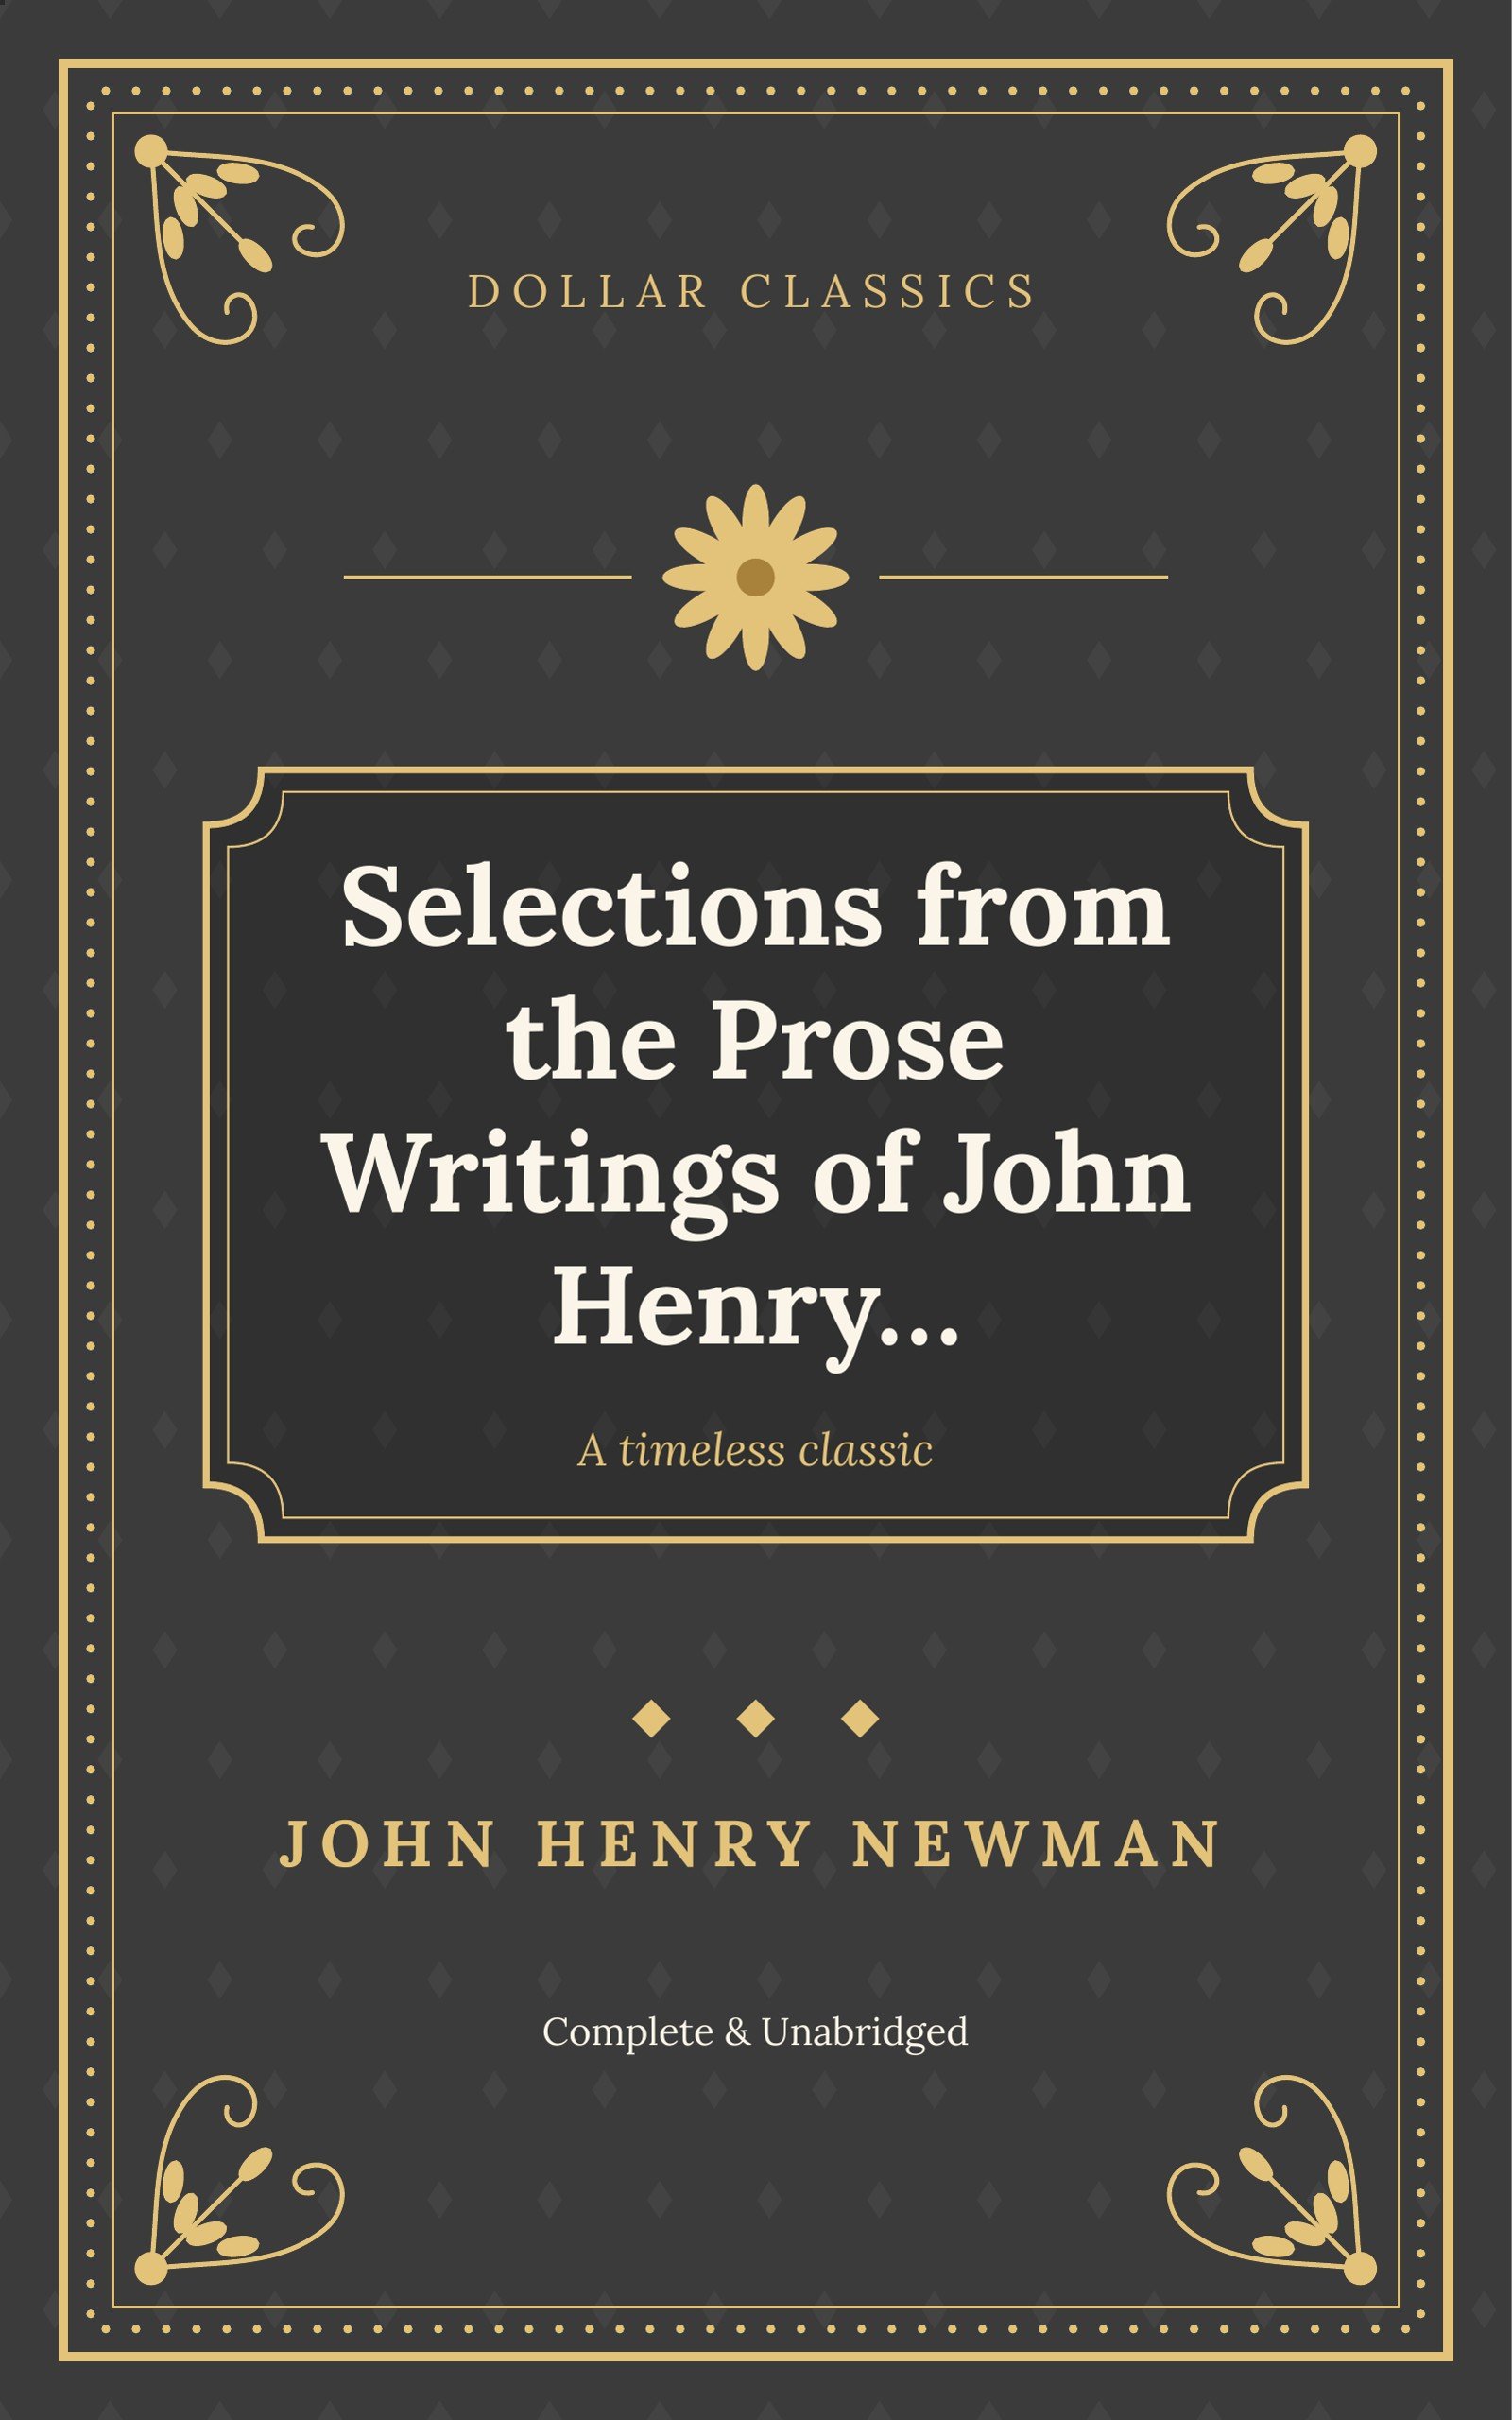 DOLLAR CLASSICS
Selections from
the Prose
Writings of John
Henry...
A timeless classic
JOHN HENRY NEWMAN
Complete & Unabridged